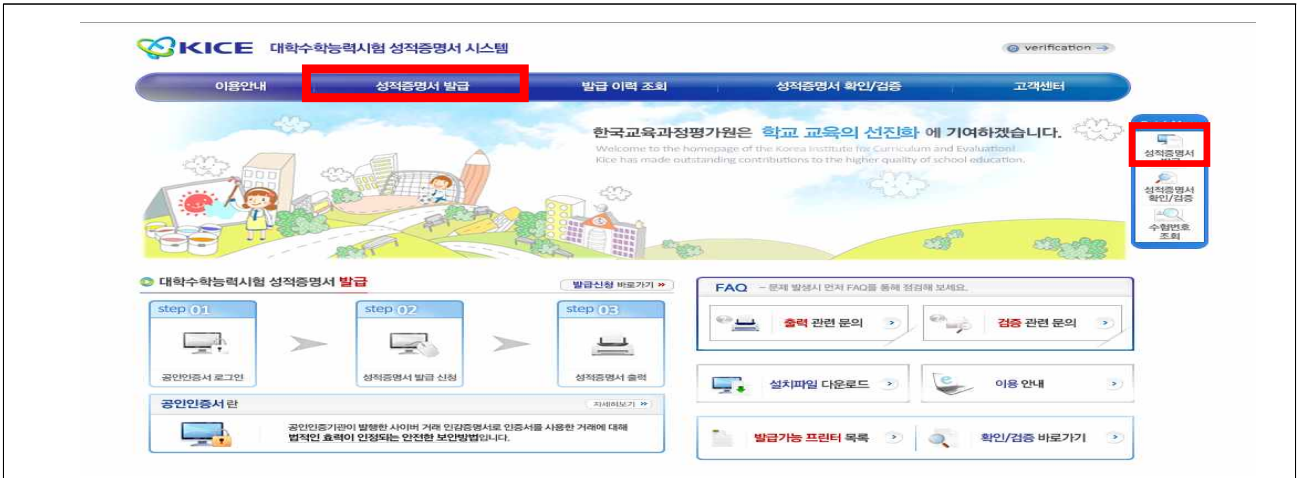 KICE 대학수학능력시험 성적증명서 시스템
verification
이용안내 성적증명서 발급 발급 이력 조회 성적증명서 확인/검증 고객센터
한국교육과정평가원은 학교 교육의 선진화 에 기여하겠습니다.
Welcome to the homepage of the Korea Institute for Curriculum and Evaluation!
Kice has made outstanding contributions to the higher quality of school education.
성적증명서
성적증명서
확인/검증
수험번호
조회
대학수학능력시험 성적증명서 발급
발급신청 바로가기
step 01 step 02 step 03
공인인증서 로그인 성적증명서 발급 신청 성적증명서 출력
공인인증서란
자세히보기
공인인증기관이 발행한 사이버 거래 인감증명서로 인증서를 사용한 거래에 대해
법적인 효력이 인정되는 안전한 보안방법입니다.
FAQ - 문제 발생시 먼저 FAQ를 통해 점검해 보세요.
출력 관련 문의 검증 관련 문의
설치파일 다운로드 이용 안내
발급가능 프린터 목록 확인/검증 바로가기